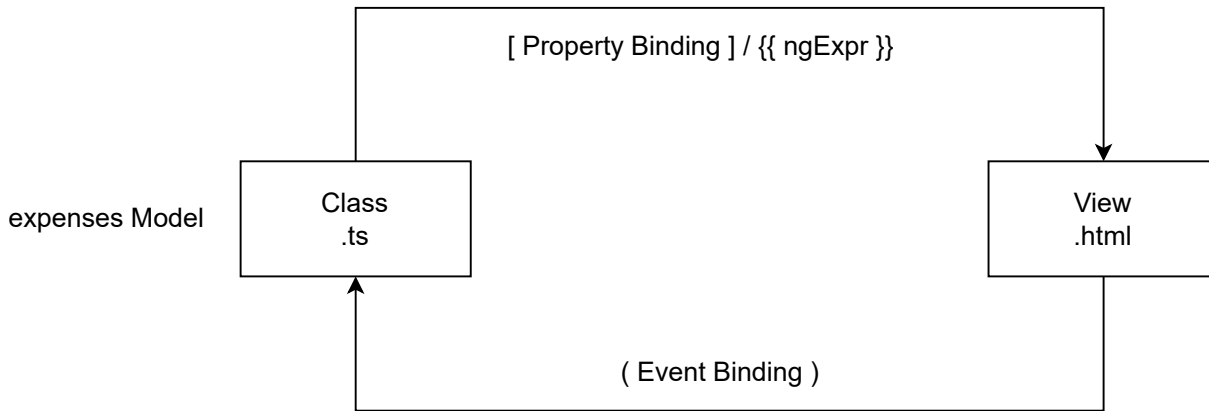 [ Property Binding ] / {{ ngExpr }}
expenses Model
Class
.ts
View
.html
( Event Binding )